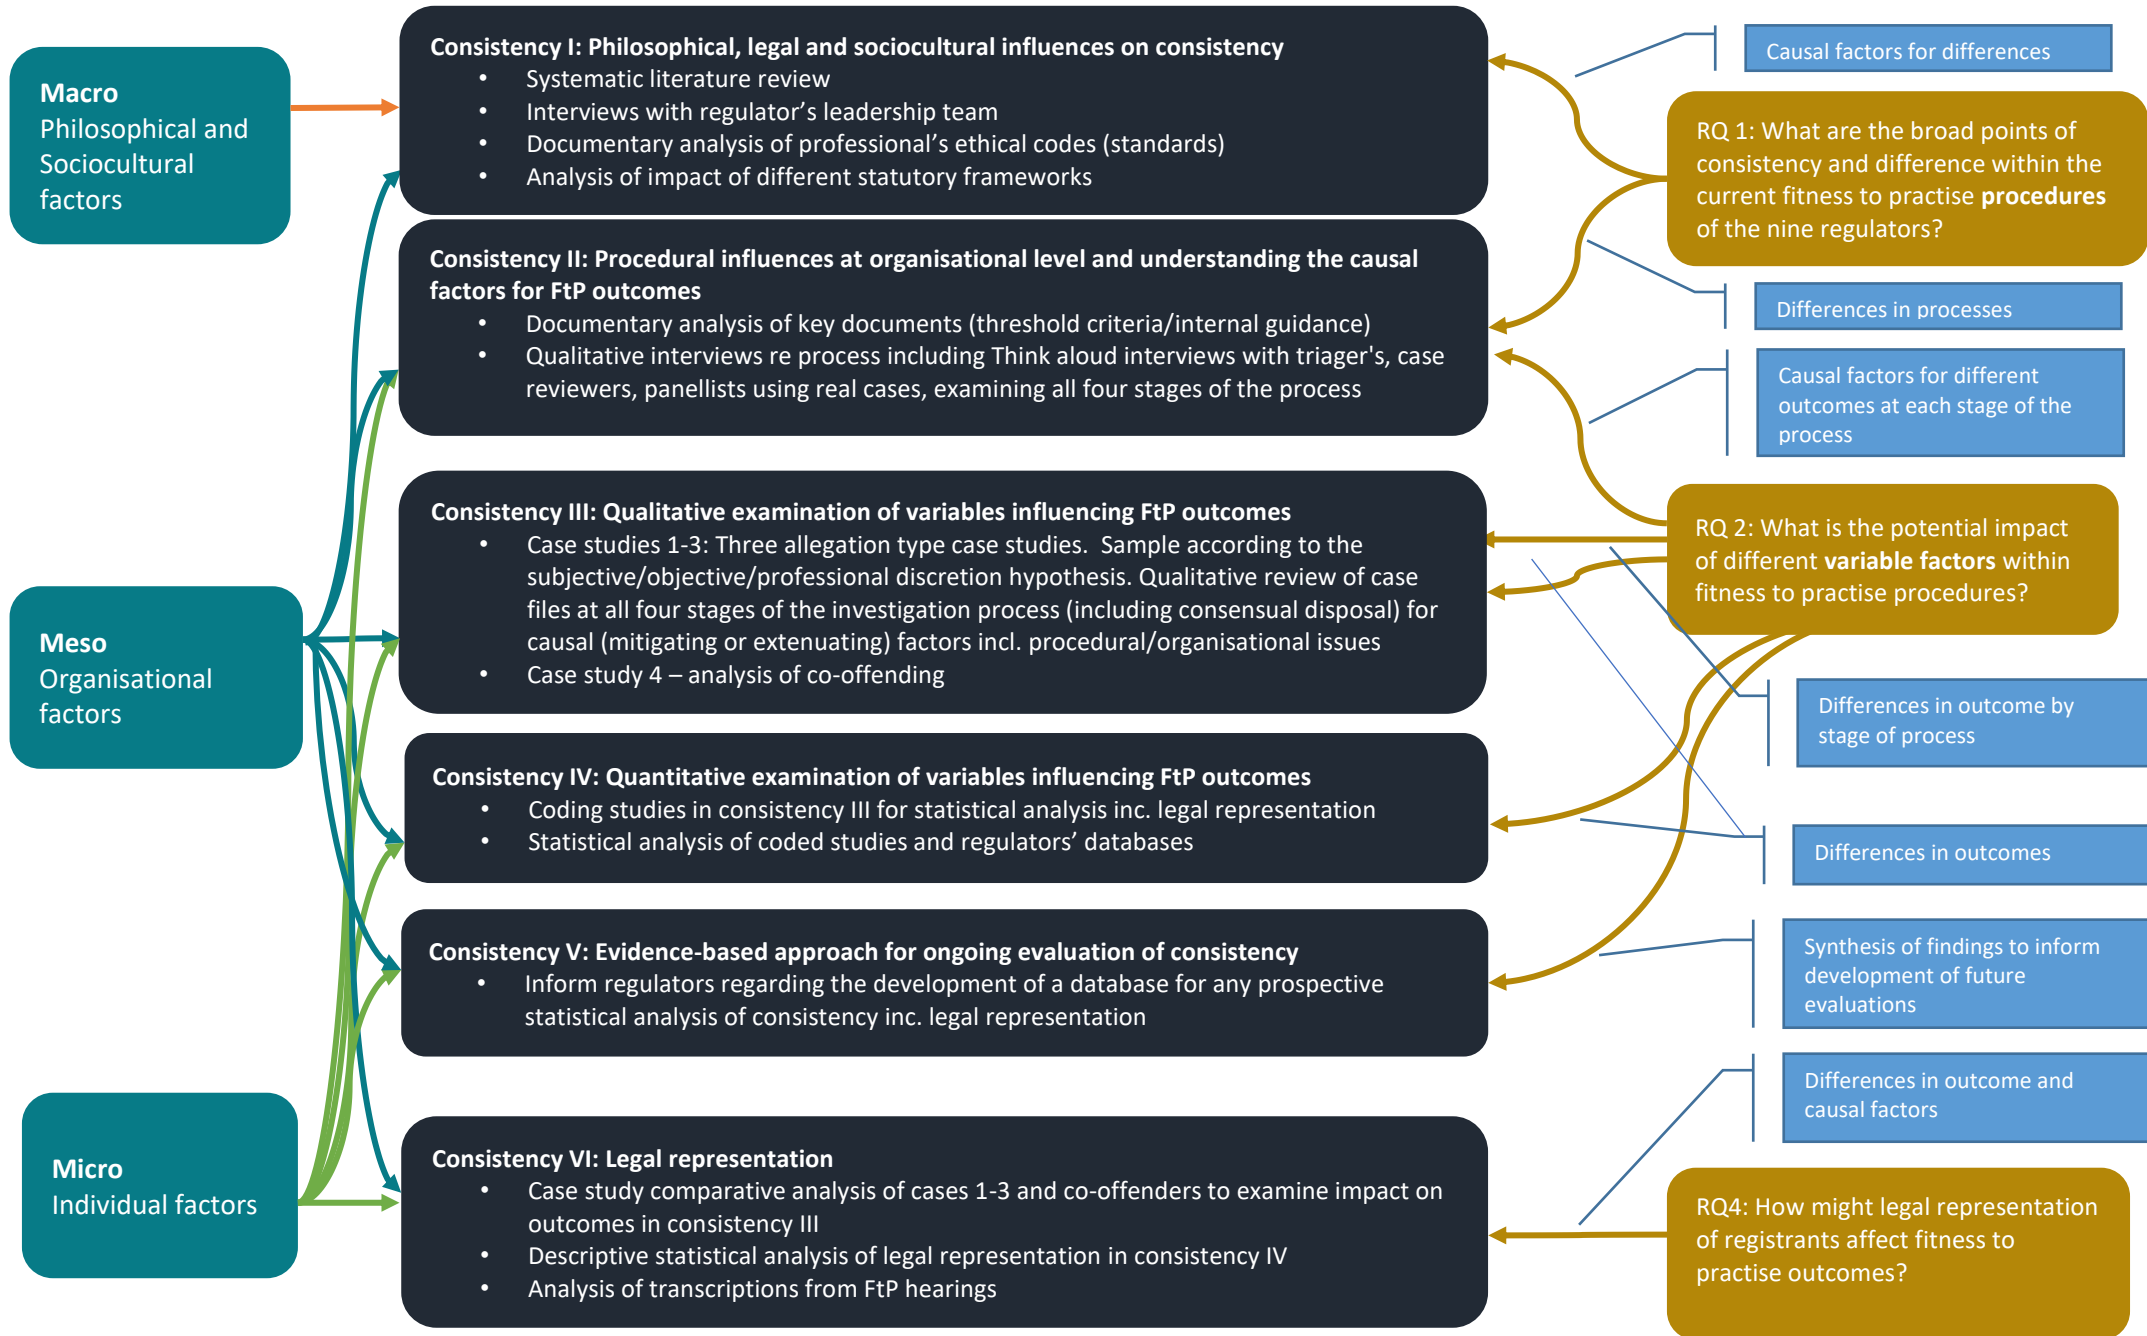 Macro
Philosophical and
Sociocultural
factors
Meso
Organisational
factors
Micro
Individual factors
Consistency I: Philosophical, legal and sociocultural influences on consistency
• Systematic literature review
• Interviews with regulator’s leadership team
• Documentary analysis of professional’s ethical codes (standards)
• Analysis of impact of different statutory frameworks
Consistency II: Procedural influences at organisational level and understanding the causal
factors for FtP outcomes
• Documentary analysis of key documents (threshold criteria/internal guidance)
• Qualitative interviews re process including Think aloud interviews with triager's, case
reviewers, panellists using real cases, examining all four stages of the process
Consistency III: Qualitative examination of variables influencing FtP outcomes
• Case studies 1-3: Three allegation type case studies. Sample according to the
subjective/objective/professional discretion hypothesis. Qualitative review of case
files at all four stages of the investigation process (including consensual disposal) for
causal (mitigating or extenuating) factors incl. procedural/organisational issues
• Case study 4 – analysis of co-offending
Consistency IV: Quantitative examination of variables influencing FtP outcomes
• Coding studies in consistency III for statistical analysis inc. legal representation
• Statistical analysis of coded studies and regulators’ databases
Consistency V: Evidence-based approach for ongoing evaluation of consistency
• Inform regulators regarding the development of a database for any prospective
statistical analysis of consistency inc. legal representation
Consistency VI: Legal representation
• Case study comparative analysis of cases 1-3 and co-offenders to examine impact on
outcomes in consistency III
• Descriptive statistical analysis of legal representation in consistency IV
• Analysis of transcriptions from FtP hearings
Causal factors for differences
RQ 1: What are the broad points of
consistency and difference within the
current fitness to practise procedures
of the nine regulators?
Differences in processes
Causal factors for different
outcomes at each stage of the
process
RQ 2: What is the potential impact
of different variable factors within
fitness to practise procedures?
Differences in outcome by
stage of process
Differences in outcomes
Synthesis of findings to inform
development of future
evaluations
Differences in outcome and
causal factors
RQ4: How might legal representation
of registrants affect fitness to
practise outcomes?